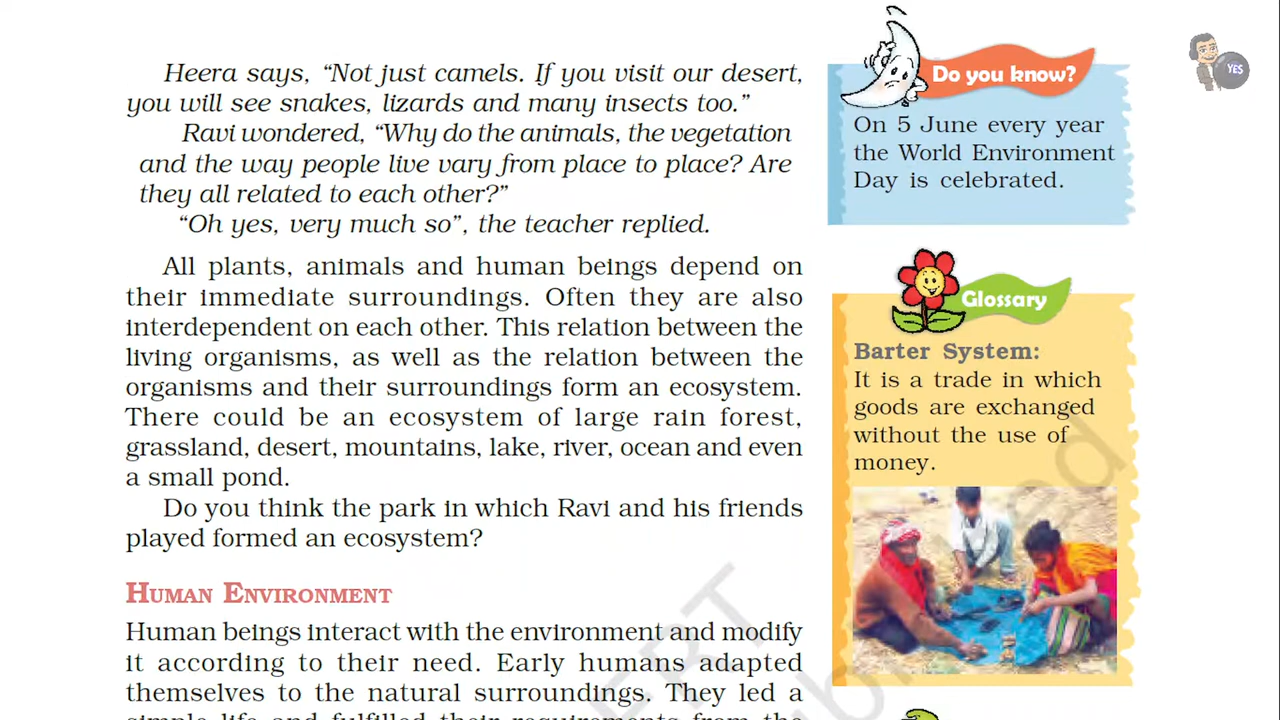 Heera says, “Not just camels. If you visit our desert,
you will see snakes, lizards and many insects too.”
Ravi wondered, “Why do the animals, the vegetation
and the way people live vary from place to place? Are
they all related to each other?”
“Oh yes, very much so”, the teacher replied.
All plants, animals and human beings depend on
their immediate surroundings. Often they are also
interdependent on each other. This relation between the
living organisms, as well as the relation between the
organisms and their surroundings form an ecosystem.
There could be an ecosystem of large rain forest,
grassland, desert, mountains, lake, river, ocean and even
a small pond.
Do you think the park in which Ravi and his friends
played formed an ecosystem?
HUMAN ENVIRONMENT
Human beings interact with the environment and modify
it according to their need. Early humans adapted
themselves to the natural surroundings. They led a
simple life and fulfilled their requirements from the
Do you know?
On 5 June every year
the World Environment
Day is celebrated.
Glossary
Barter System:
It is a trade in which
goods are exchanged
without the use of
money.
YES